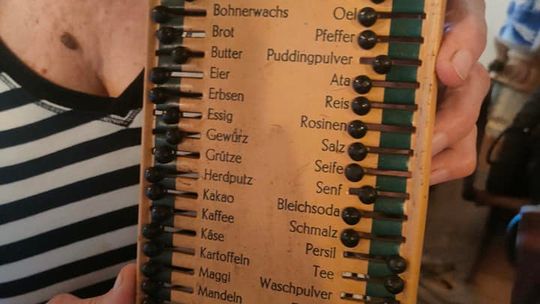 Bohnerwachs
Brot
Butter
Eier
Erbsen
Essig
Gewürz
Grütze
Herdputz
Kakao
Kaffee
Käse
Kartoffeln
Maggi
Mandeln
Oel
Pfeffer
Puddingpulver
Ata
Reis
Rosinen
Salz
Seife
Senf
Bleichsoda
Schmalz
Persil
Tee
Waschpulver